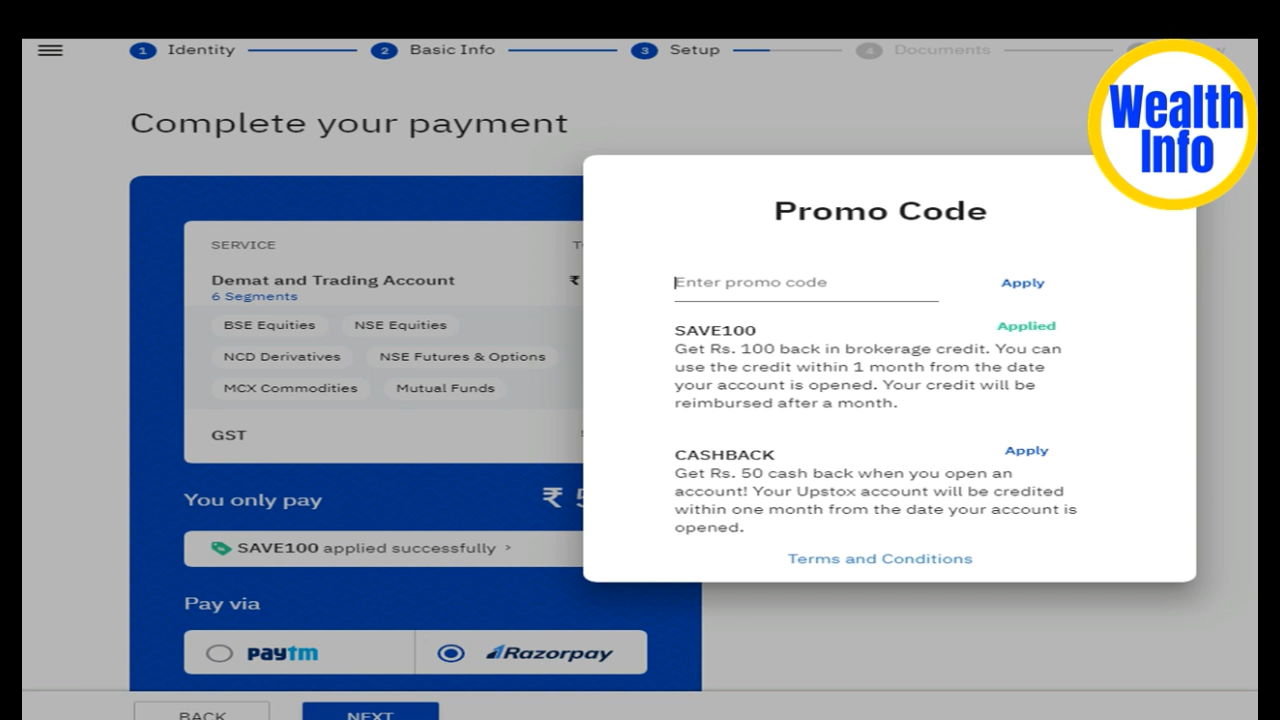 1 Identity 2 Basic Info 3 Setup 4 Documents
Wealth
Info
Complete your payment
SERVICE
Demat and Trading Account ₹
6 Segments
BSE Equities NSE Equities
NCD Derivatives NSE Futures & Options
MCX Commodities Mutual Funds
GST
You only pay ₹
SAVE100 applied successfully >
Pay via
paytm Razorpay
BACK NEXT
Promo Code
Enter promo code Apply
SAVE100 Applied
Get Rs. 100 back in brokerage credit. You can
use the credit within 1 month from the date
your account is opened. Your credit will be
reimbursed after a month.
CASHBACK Apply
Get Rs. 50 cash back when you open an
account! Your Upstox account will be credited
within one month from the date your account is
opened.
Terms and Conditions